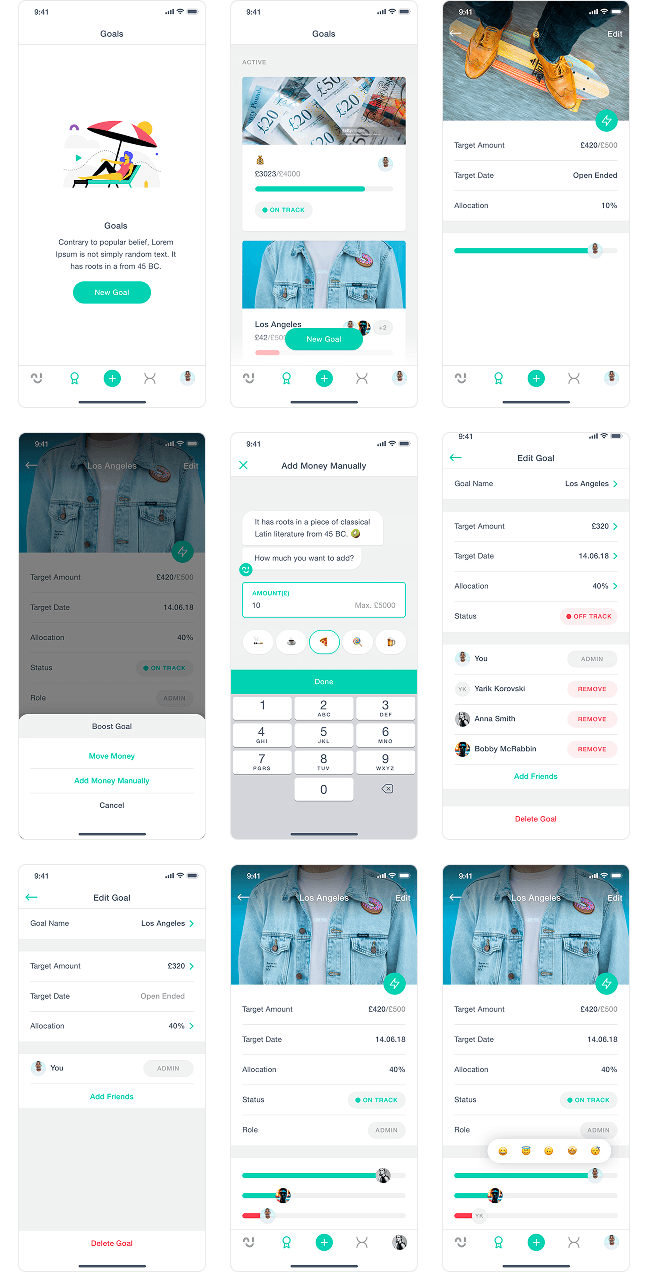 9:41
Goals
Goals
Contrary to popular belief, Lorem
Ipsum is not simply random text. It
has roots in a from 45 BC.
New Goal
9:41
Goals
ACTIVE
£50
£20
£20
£20
£3023/£4000
ON TRACK
Los Angeles
+2
£42/£50
New Goal
9:41
Edit
Target Amount £420/£500
Target Date Open Ended
Allocation 10%
9:41
Los Angeles Edit
Target Amount £420/£500
Target Date 14.06.18
Allocation 40%
Status ON TRACK
Role ADMIN
Boost Goal
Move Money
Add Money Manually
Cancel
9:41
Add Money Manually
It has roots in a piece of classical
Latin literature from 45 BC. 🥝
How much you want to add?
AMOUNT(£)
10 Max. £5000
Done
1 2 3
ABC DEF
4 5 6
GHI JKL MNO
7 8 9
PGRS TUV WXYZ
0
9:41
Edit Goal
Goal Name Los Angeles
Target Amount £320
Target Date 14.06.18
Allocation 40%
Status OFF TRACK
You ADMIN
YK Yarik Korovski REMOVE
Anna Smith REMOVE
Bobby McRabbin REMOVE
Add Friends
Delete Goal
9:41
Edit Goal
Goal Name Los Angeles
Target Amount £320
Target Date Open Ended
Allocation 40%
You ADMIN
Add Friends
Delete Goal
9:41
Los Angeles Edit
Target Amount £420/£500
Target Date 14.06.18
Allocation 40%
Status ON TRACK
Role ADMIN
9:41
Los Angeles Edit
Target Amount £420/£500
Target Date 14.06.18
Allocation 40%
Status ON TRACK
Role ADMIN
YK